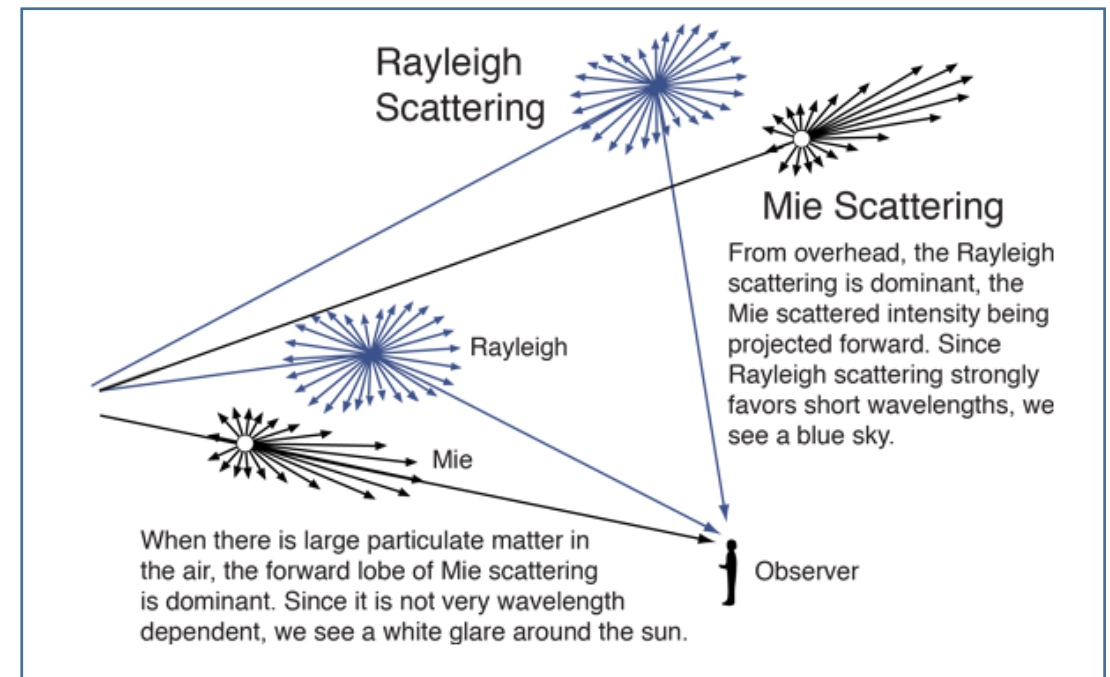 Rayleigh
Scattering
Mie Scattering
From overhead, the Rayleigh
scattering is dominant, the
Mie scattered intensity being
projected forward. Since
Rayleigh scattering strongly
favors short wavelengths, we
see a blue sky.
Rayleigh
Mie
When there is large particulate matter in
the air, the forward lobe of Mie scattering
is dominant. Since it is not very wavelength
dependent, we see a white glare around the sun.
Observer